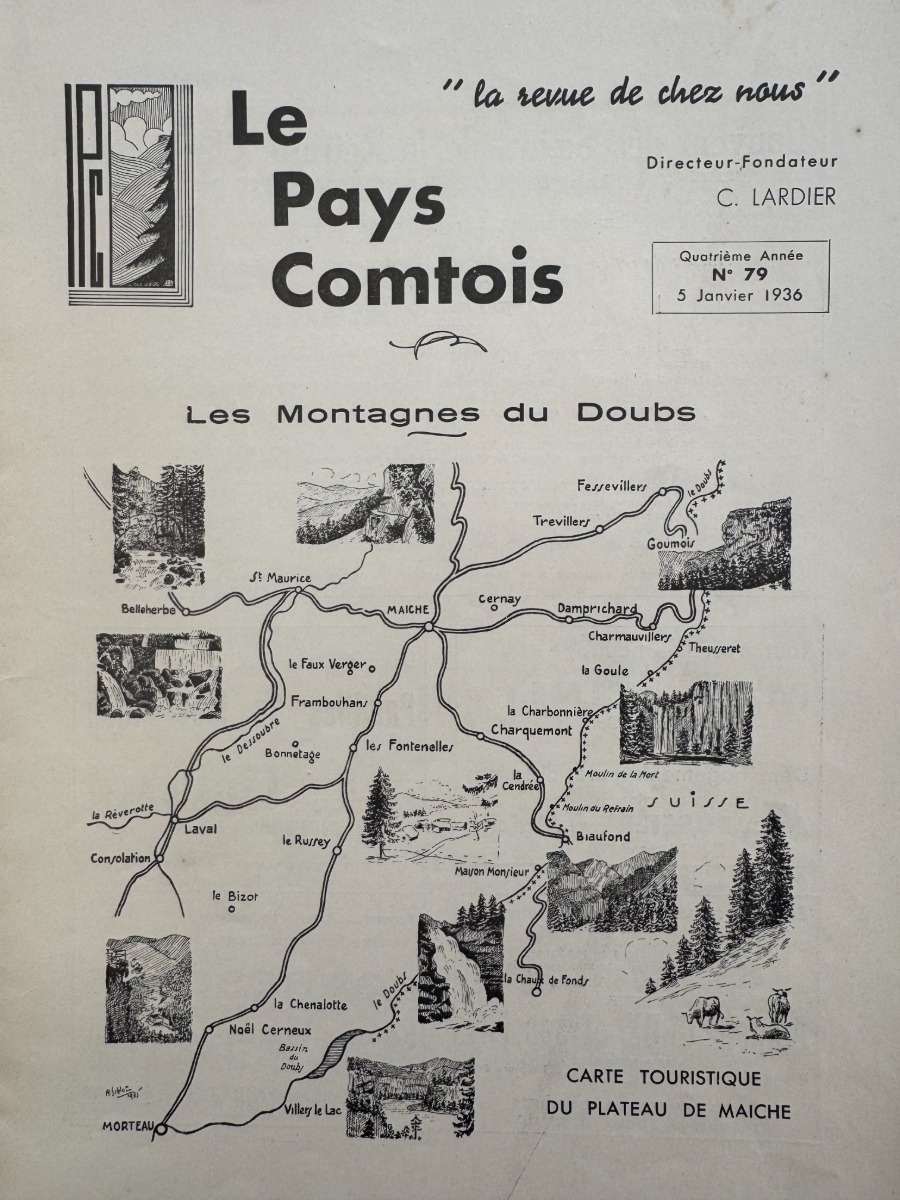 " la revue de chez nous "
Le
Pays
Comtois
Directeur-Fondateur
C. LARDIER
Quatrième Année
N° 79
5 Janvier 1936
Les Montagnes du Doubs
Fessevillers
le Doubs
Trevillers
Goumois
St Maurice
Belleherbe
MAICHE
Cernay
Damprichard
Charmauvillers
Theusseret
le Faux Verger
la Goule
Frambouhans
la Charbonnière
le Dessoubre
Bonnétage
les Fontenelles
Charquemont
la
Cendrée
Moulin de la Mort
la Rêverotte
Moulin du Refrain
SUISSE
Laval
le Russey
Biaufond
Consolation
Maison Monsieur
le Bizot
la Chaux de Fonds
le Doubs
la Chenalotte
Noël Cerneux
Bassin
du
Doubs
Villers le Lac
MORTEAU
CARTE TOURISTIQUE
DU PLATEAU DE MAICHE